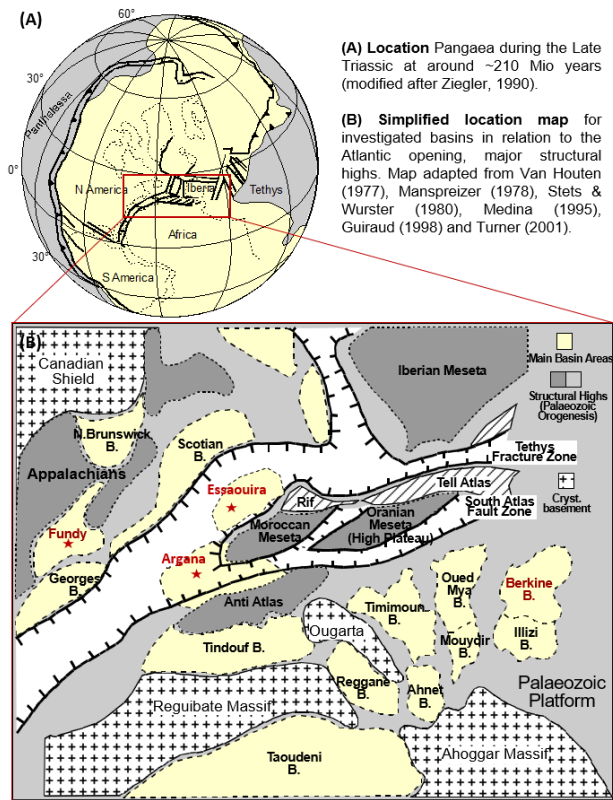 (A)
60°
30°
0°
30°
Panthalassa
N America
Iberia
Tethys
Africa
S America
(A) Location Pangaea during the Late
Triassic at around ~210 Mio years
(modified after Ziegler, 1990).
(B) Simplified location map for
investigated basins in relation to the
Atlantic opening, major structural
highs. Map adapted from Van Houten
(1977), Manspreizer (1978), Stets &
Wurster (1980), Medina (1995),
Guiraud (1998) and Turner (2001).
(B)
Canadian
Shield
Iberian Meseta
Main Basin Areas
Structural Highs
(Palaeozoic
Orogenesis)
Cryst.
basement
N.Brunswick
B.
Scotian
B.
Appalachians
Tethys
Fracture Zone
Essaouira
Rif
Tell Atlas
South Atlas
Fault Zone
Moroccan
Meseta
Oranian
Meseta
(High Plateau)
Fundy
Georges
B.
Argana
Anti Atlas
Tindouf B.
Ougarta
Timimoun
B.
Oued
Mya
B.
Berkine
B.
Mouydir
B.
Illizi
B.
Reggane
B.
Ahnet
B.
Palaeozoic
Platform
Reguibate Massif
Taoudeni
B.
Ahoggar Massif